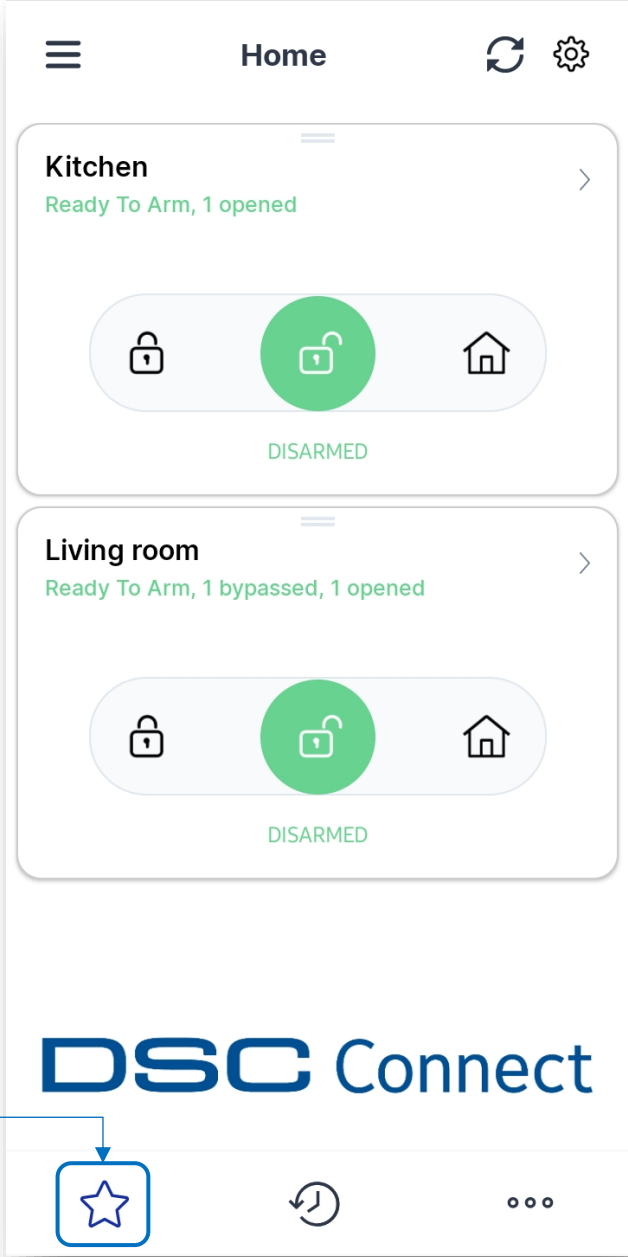 Home
Kitchen
Ready To Arm, 1 opened
DISARMED
Living room
Ready To Arm, 1 bypassed, 1 opened
DISARMED
DSC Connect